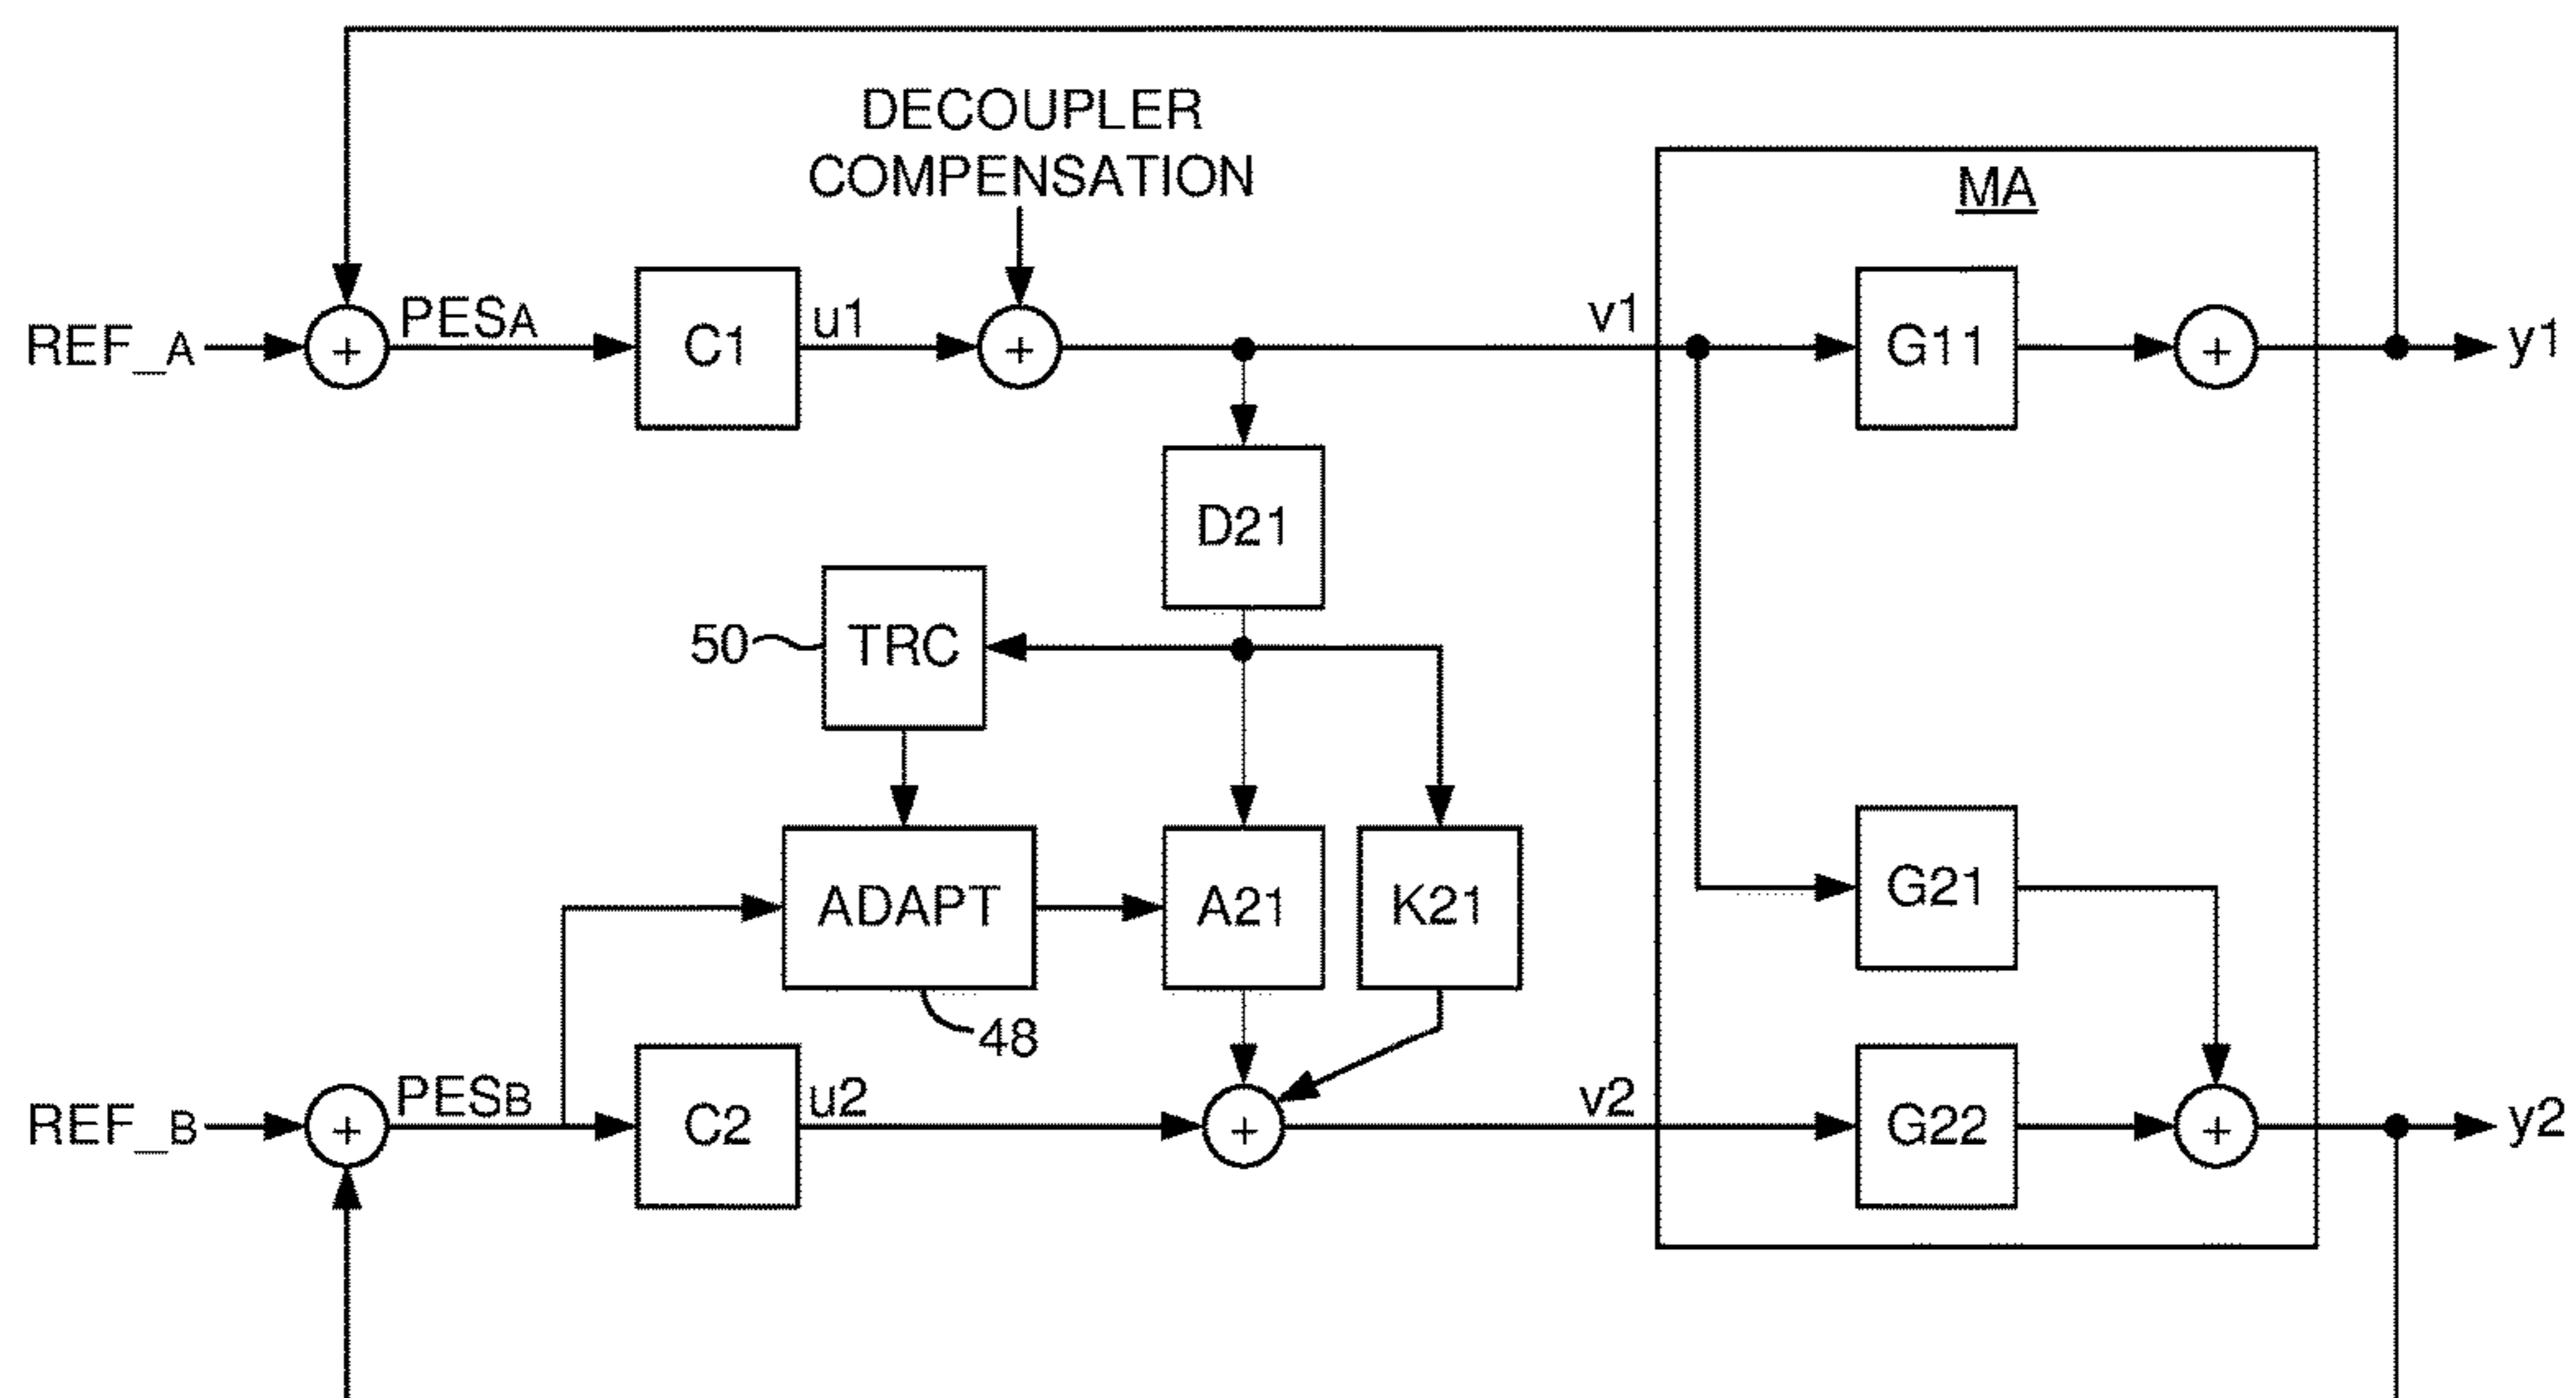 DECOUPLER
COMPENSATION
MA
REF_A
+
PESA
C1
u1
+
v1
G11
+
y1
D21
50
TRC
ADAPT
A21
K21
G21
48
REF_B
+
PESB
C2
u2
+
v2
G22
+
y2